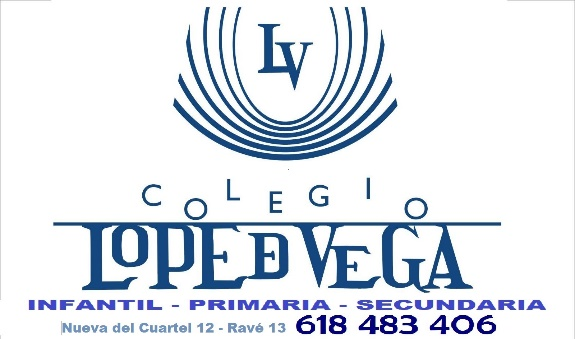 LV
COLEGIO
LOPE DE VEGA
INFANTIL - PRIMARIA - SECUNDARIA
Nueva del Cuartel 12 - Ravé 13 618 483 406